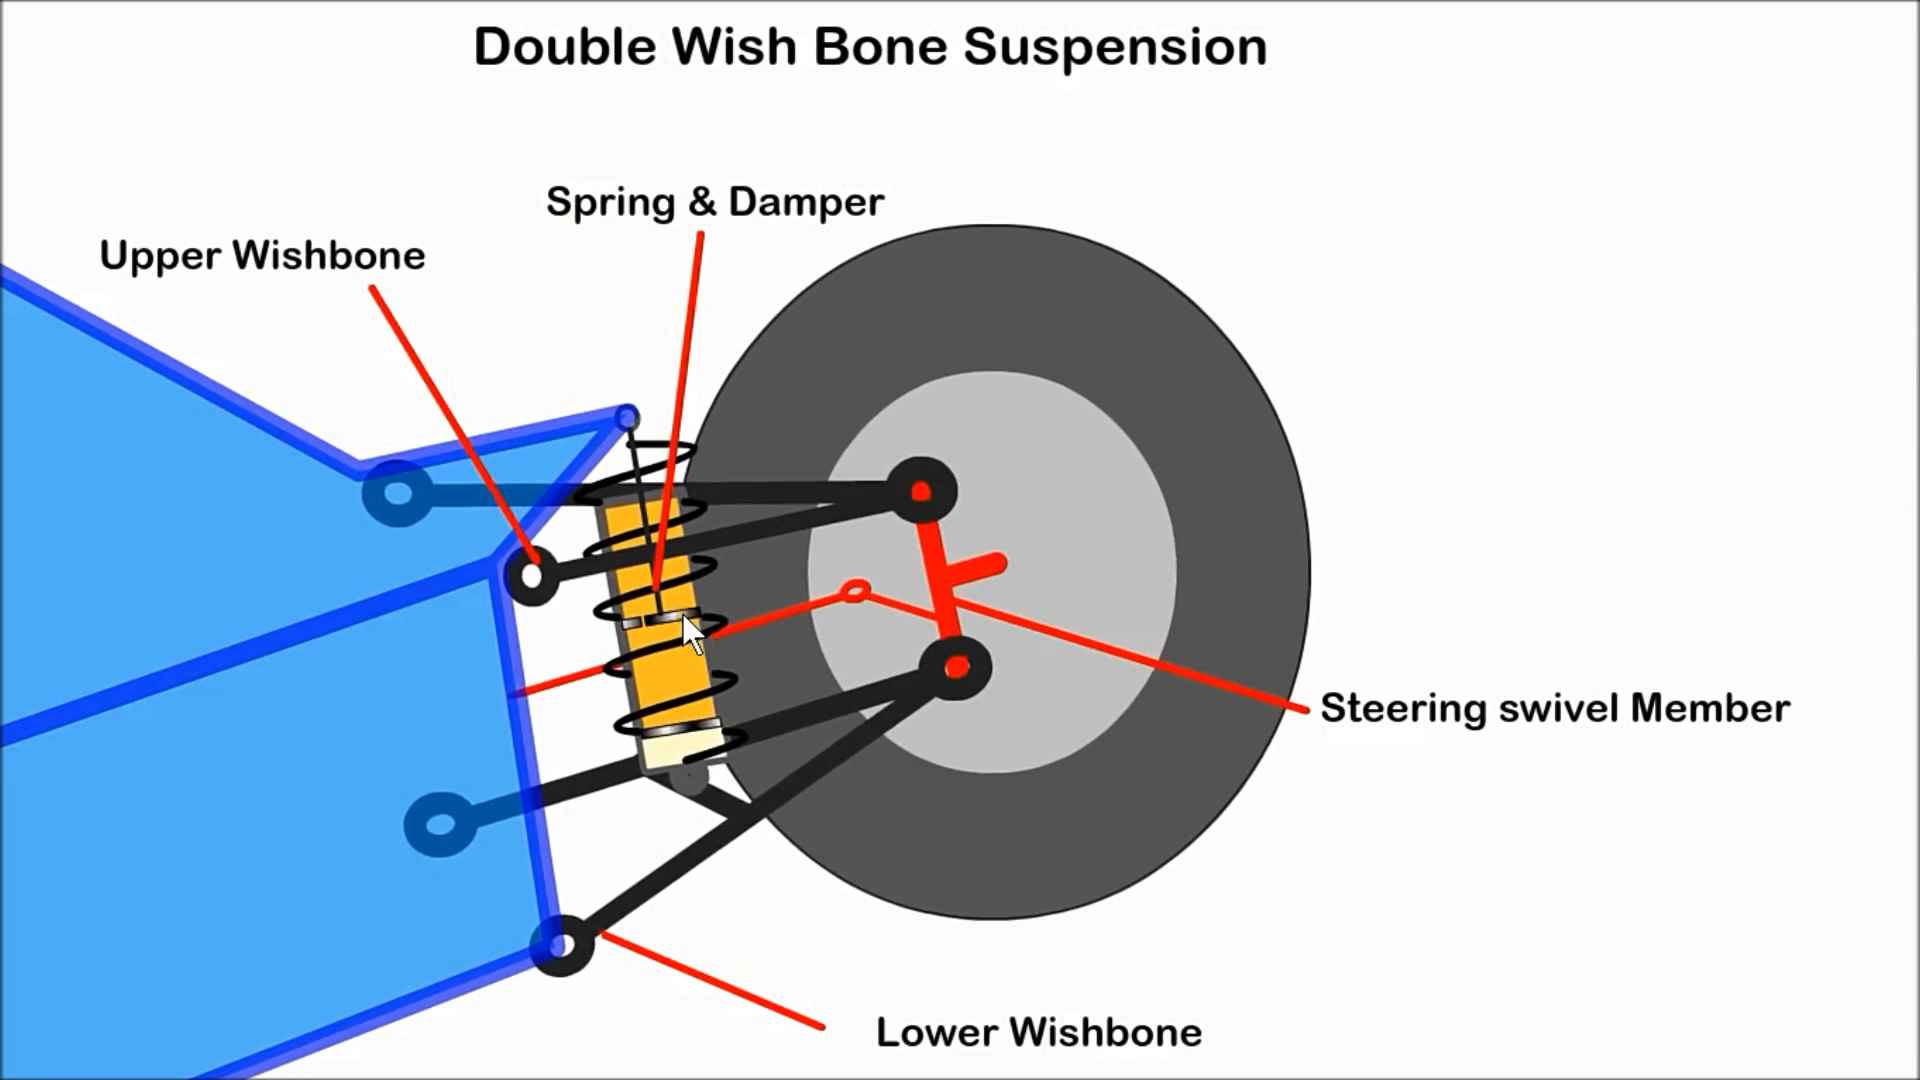 Double Wish Bone Suspension
Spring & Damper
Upper Wishbone
Steering swivel Member
Lower Wishbone